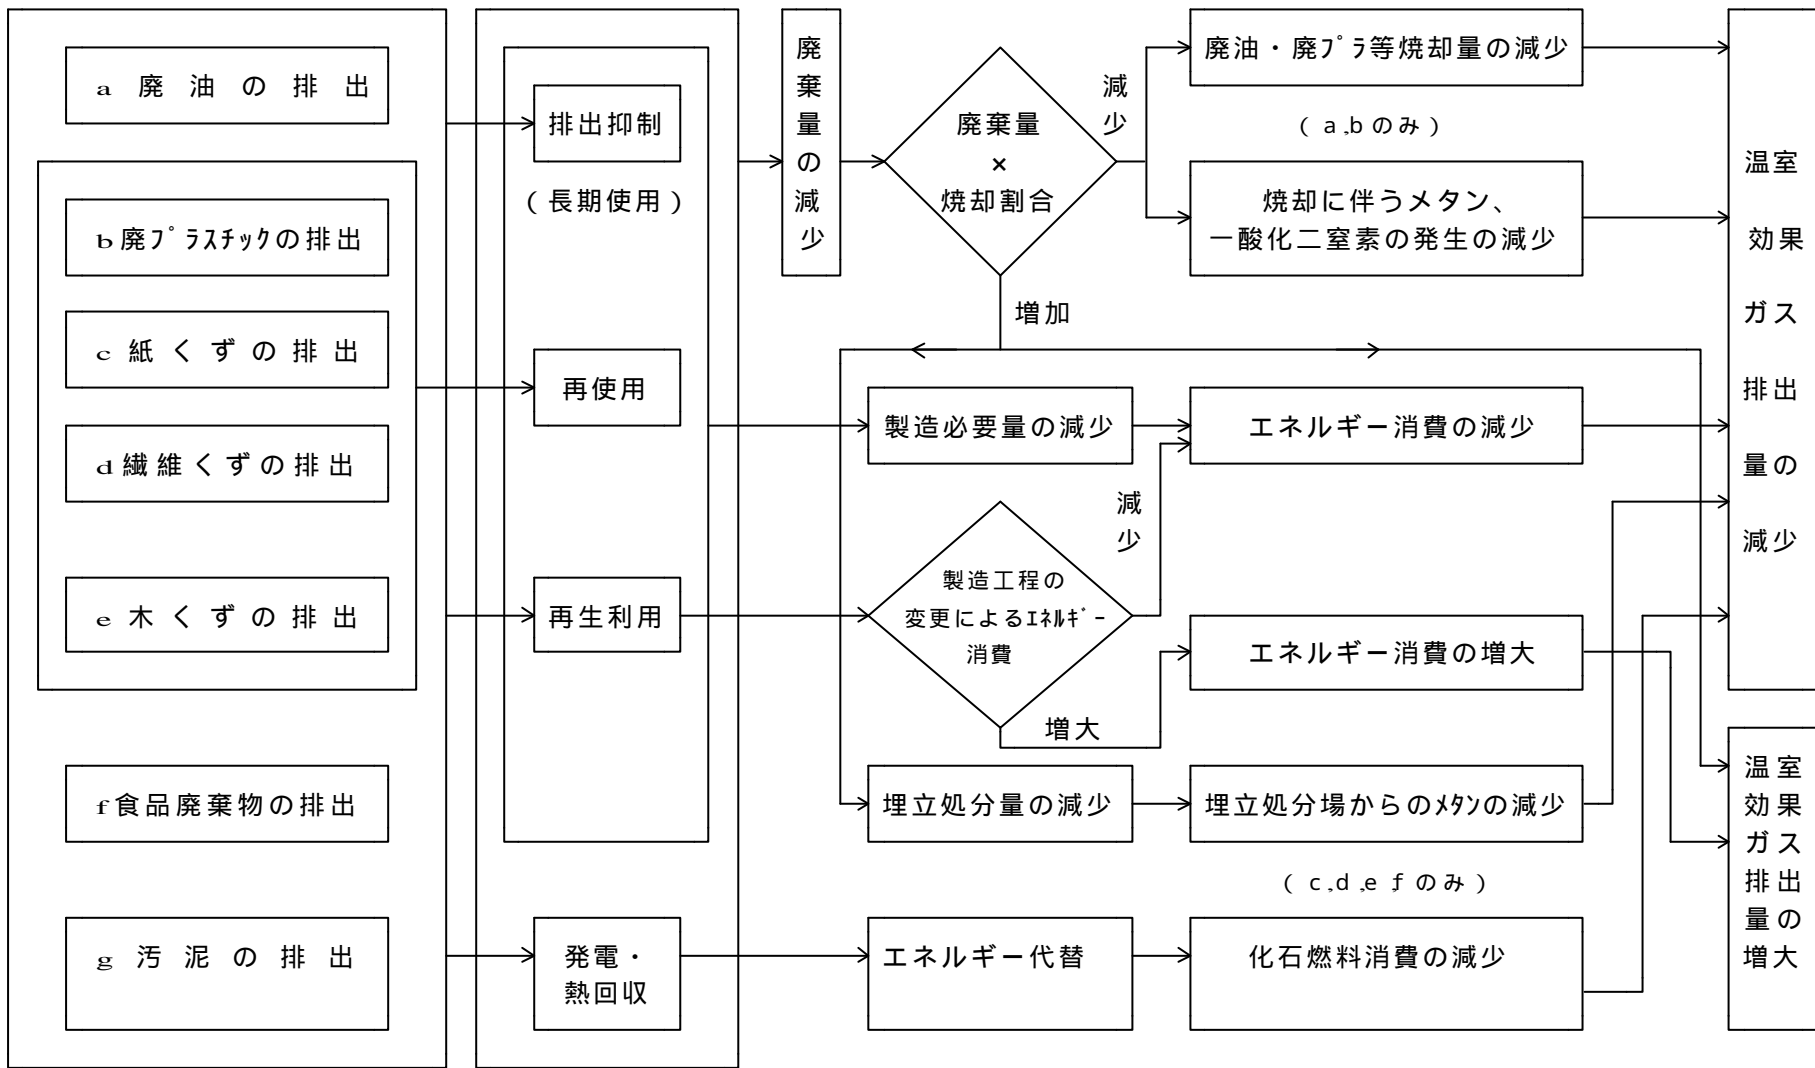 a 廃油の排出
b廃プラスチックの排出
c 紙くずの排出
d繊維くずの排出
e 木くずの排出
f食品廃棄物の排出
g 汚泥の排出
排出抑制
(長期使用)
再使用
再生利用
発電・
熱回収
廃棄量の減少
廃棄量
×
焼却割合
減少
増加
廃油・廃プラ等焼却量の減少
(a,bのみ)
焼却に伴うメタン、
一酸化二窒素の発生の減少
製造必要量の減少
エネルギー消費の減少
減少
製造工程の
変更によるエネルギー
消費
増大
エネルギー消費の増大
埋立処分量の減少
埋立処分場からのメタンの減少
(c,d,e,fのみ)
エネルギー代替
化石燃料消費の減少
温室
効果
ガス
排出
量の
減少
温室
効果
ガス
排出
量の
増大